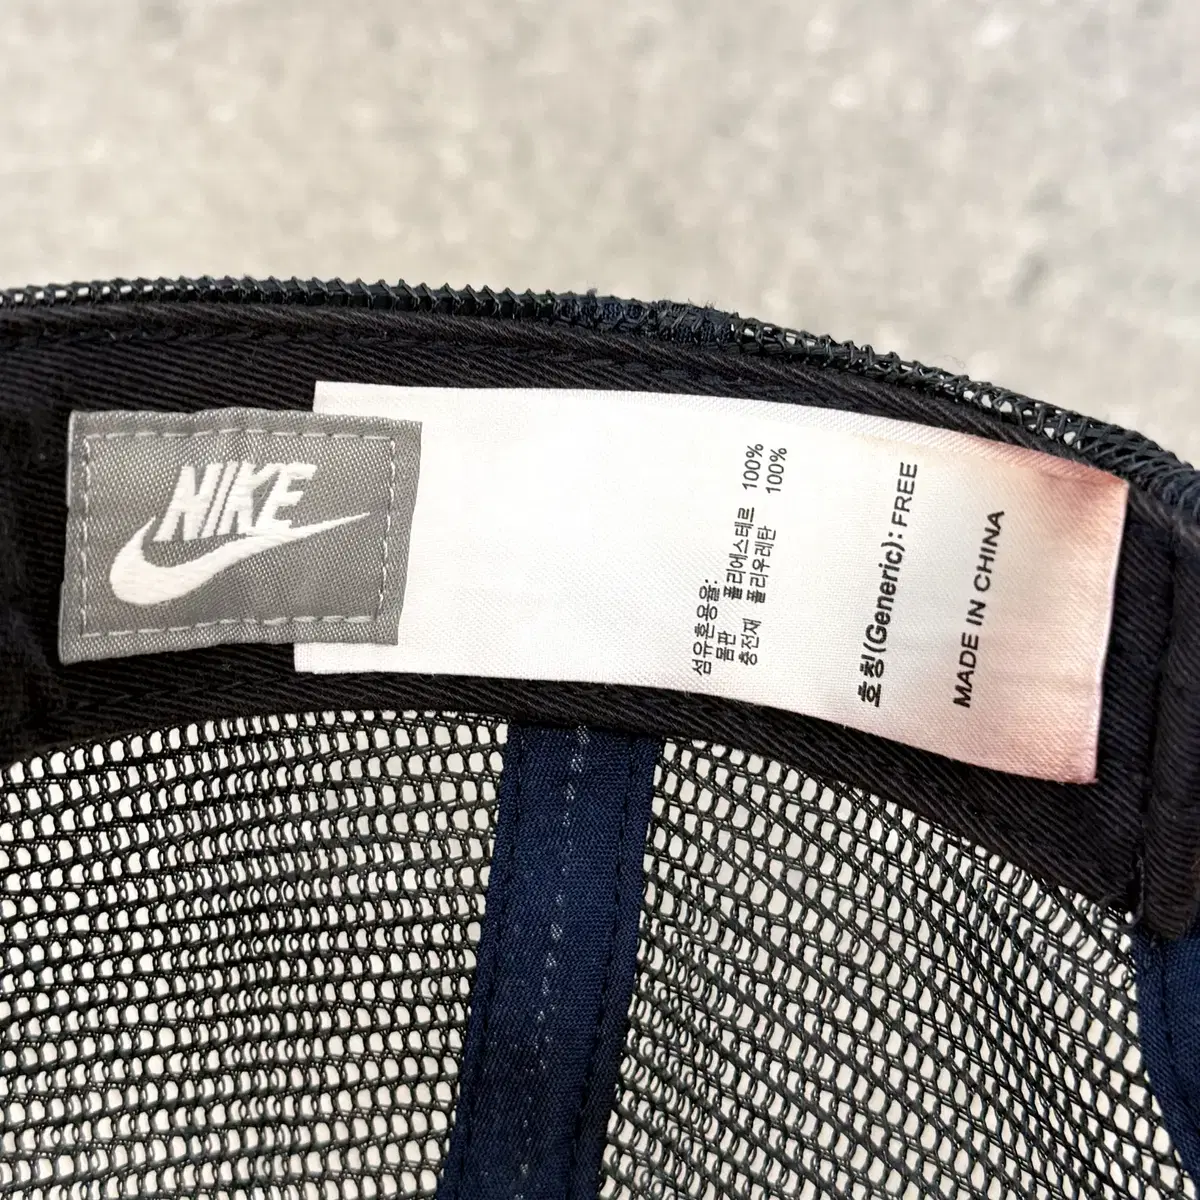 NIKE
섬유혼용율:
몸판 폴리에스테르 100%
충전재 폴리우레탄 100%
호칭(Generic): FREE
MADE IN CHINA